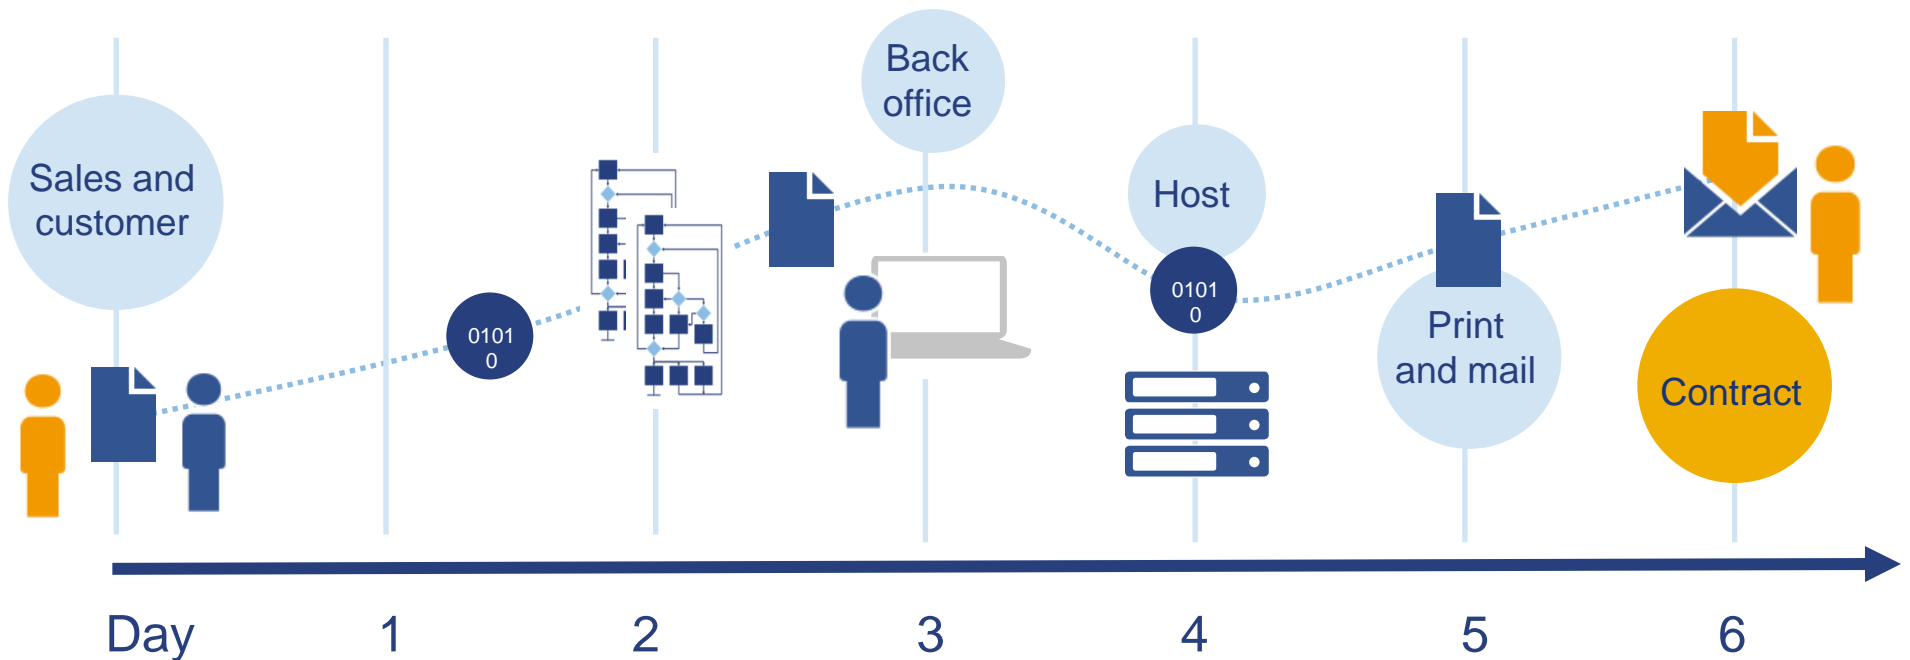 Sales and
customer
0101
0
Back
office
Host
0101
0
Print
and mail
Contract
Day 1 2 3 4 5 6